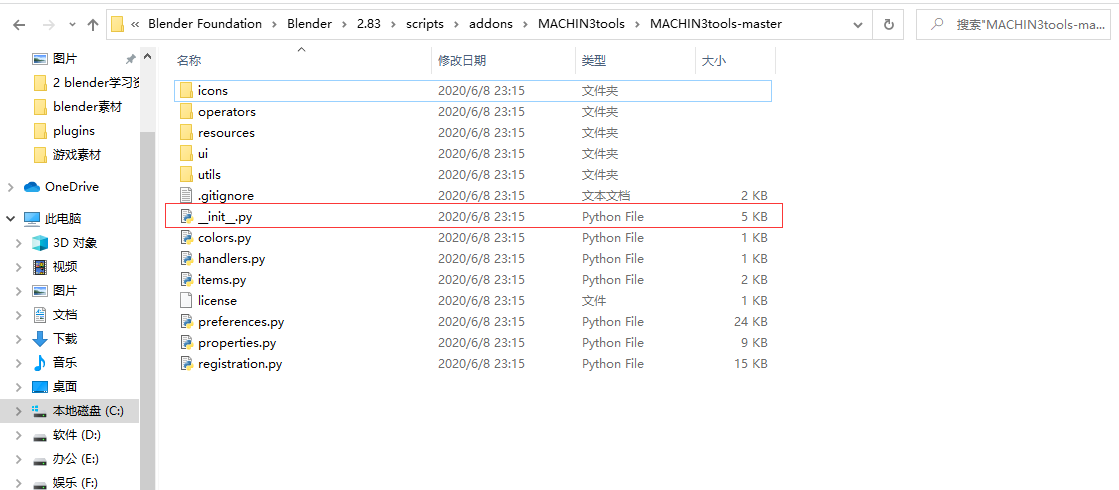 « Blender Foundation › Blender › 2.83 › scripts › addons › MACHIN3tools › MACHIN3tools-master
搜索"MACHIN3tools-ma...
图片
2 blender学习资
blender素材
plugins
游戏素材
OneDrive
此电脑
3D 对象
视频
图片
文档
下载
音乐
桌面
本地磁盘 (C:)
软件 (D:)
办公 (E:)
娱乐 (F:)
名称 修改日期 类型 大小
icons 2020/6/8 23:15 文件夹
operators 2020/6/8 23:15 文件夹
resources 2020/6/8 23:15 文件夹
ui 2020/6/8 23:15 文件夹
utils 2020/6/8 23:15 文件夹
.gitignore 2020/6/8 23:15 文本文档 2 KB
__init__.py 2020/6/8 23:15 Python File 5 KB
colors.py 2020/6/8 23:15 Python File 1 KB
handlers.py 2020/6/8 23:15 Python File 1 KB
items.py 2020/6/8 23:15 Python File 2 KB
license 2020/6/8 23:15 文件 1 KB
preferences.py 2020/6/8 23:15 Python File 24 KB
properties.py 2020/6/8 23:15 Python File 9 KB
registration.py 2020/6/8 23:15 Python File 15 KB